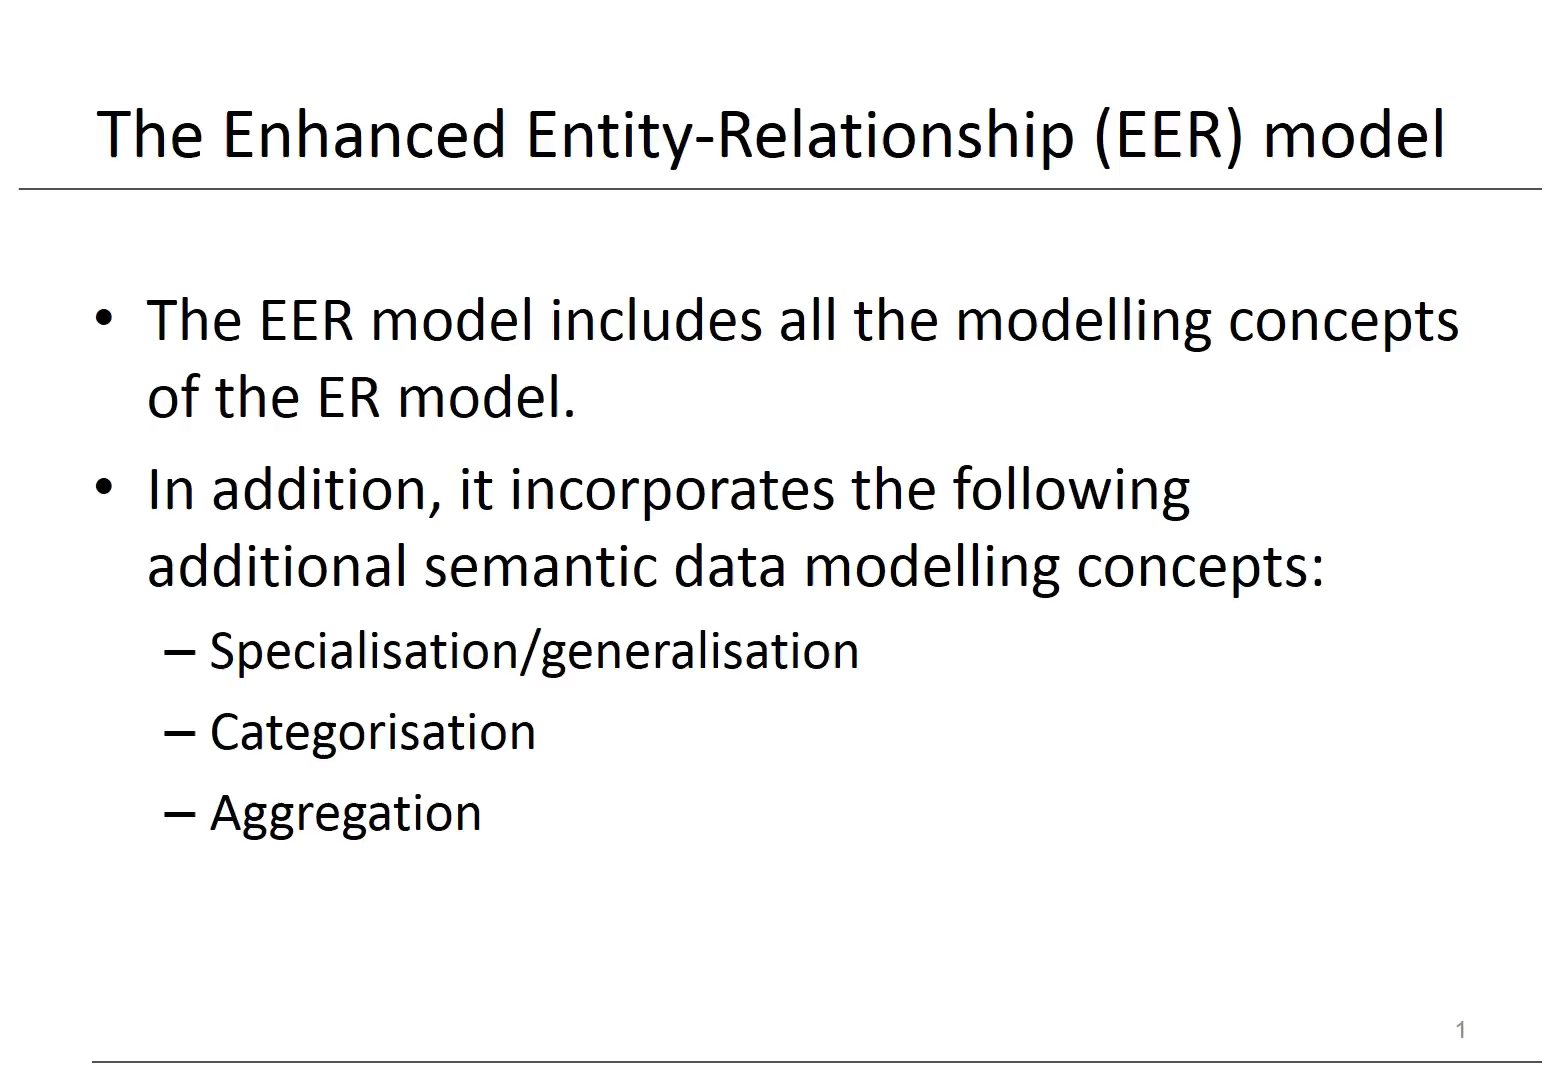 The Enhanced Entity-Relationship (EER) model
• The EER model includes all the modelling concepts
of the ER model.
• In addition, it incorporates the following
additional semantic data modelling concepts:
– Specialisation/generalisation
– Categorisation
– Aggregation
1